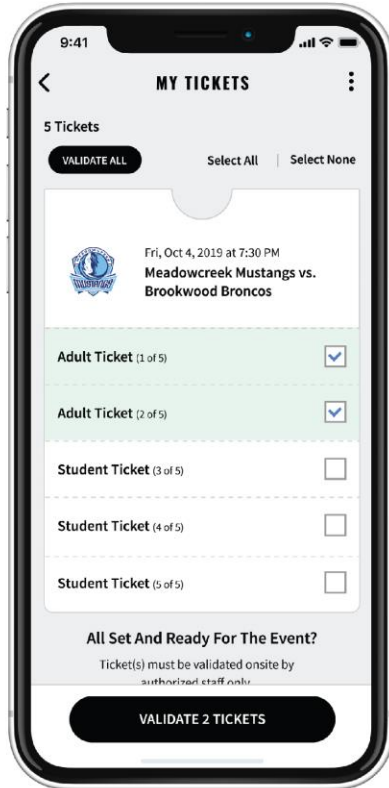 9:41
MY TICKETS
5 Tickets
VALIDATE ALL Select All | Select None
Fri, Oct 4, 2019 at 7:30 PM
Meadowcreek Mustangs vs.
Brookwood Broncos
Adult Ticket (1 of 5)
Adult Ticket (2 of 5)
Student Ticket (3 of 5)
Student Ticket (4 of 5)
Student Ticket (5 of 5)
All Set And Ready For The Event?
Ticket(s) must be validated onsite by
authorized staff only
VALIDATE 2 TICKETS